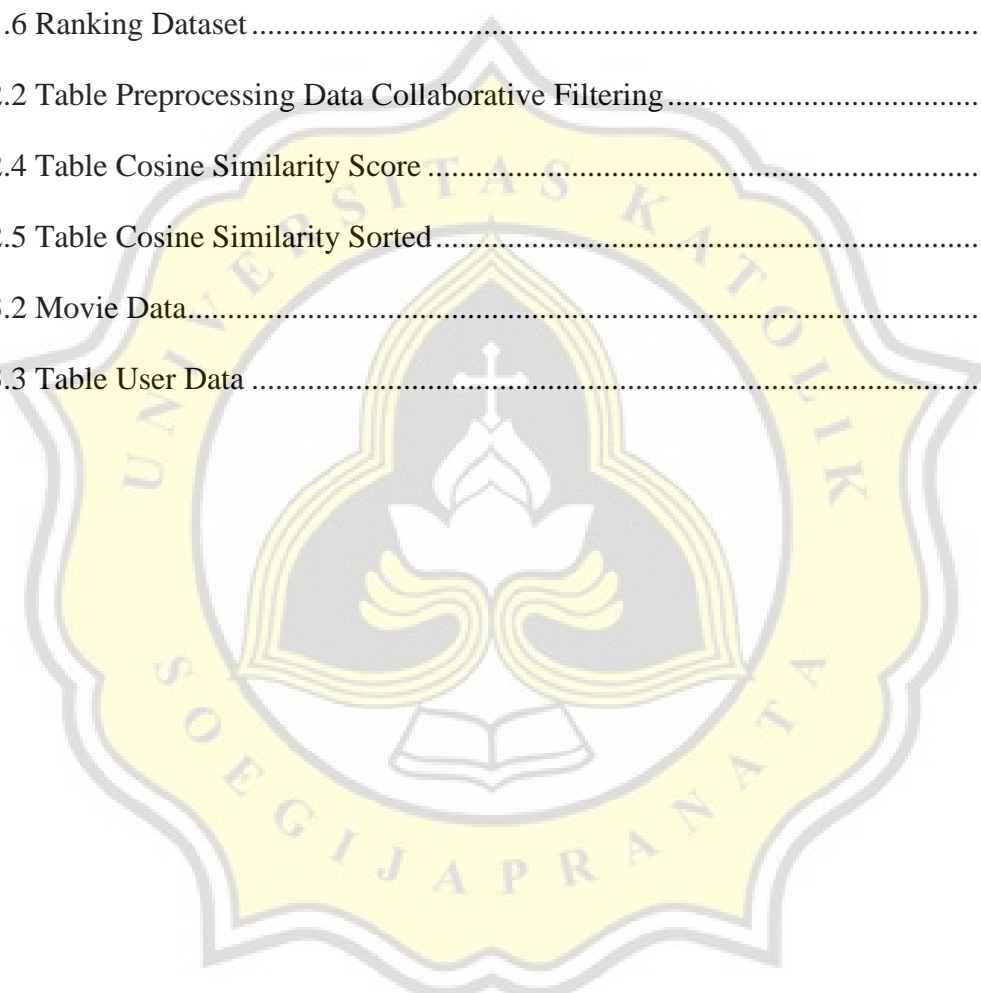 .6 Ranking Dataset
.2 Table Preprocessing Data Collaborative Filtering
.4 Table Cosine Similarity Score
.5 Table Cosine Similarity Sorted
.2 Movie Data
.3 Table User Data
UNIVERSITAS KATOLIK
SOEGIJAPRANATA